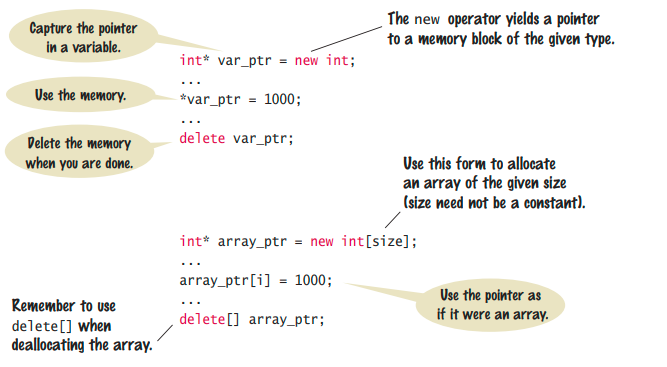 Capture the pointer
in a variable.
The new operator yields a pointer
to a memory block of the given type.
int* var_ptr = new int;
...
Use the memory.
*var_ptr = 1000;
...
Delete the memory
when you are done.
delete var_ptr;
Use this form to allocate
an array of the given size
(size need not be a constant).
int* array_ptr = new int[size];
...
array_ptr[i] = 1000;
...
Use the pointer as
if it were an array.
Remember to use
delete[] when
deallocating the array.
delete[] array_ptr;